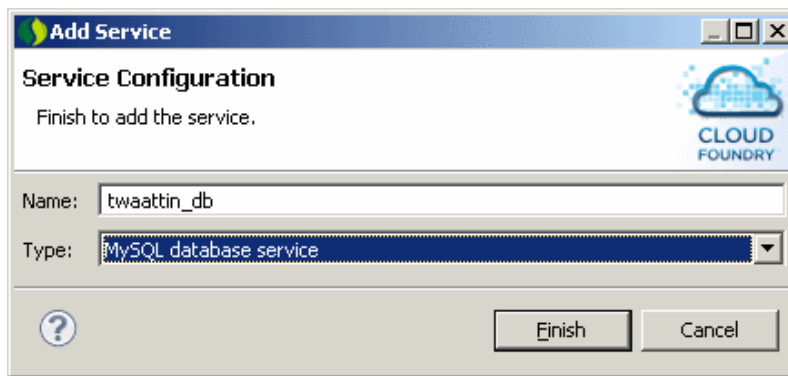 Add Service
Service Configuration
Finish to add the service.
CLOUD
FOUNDRY
Name: twaattin_db
Type: MySQL database service
?
Finish Cancel